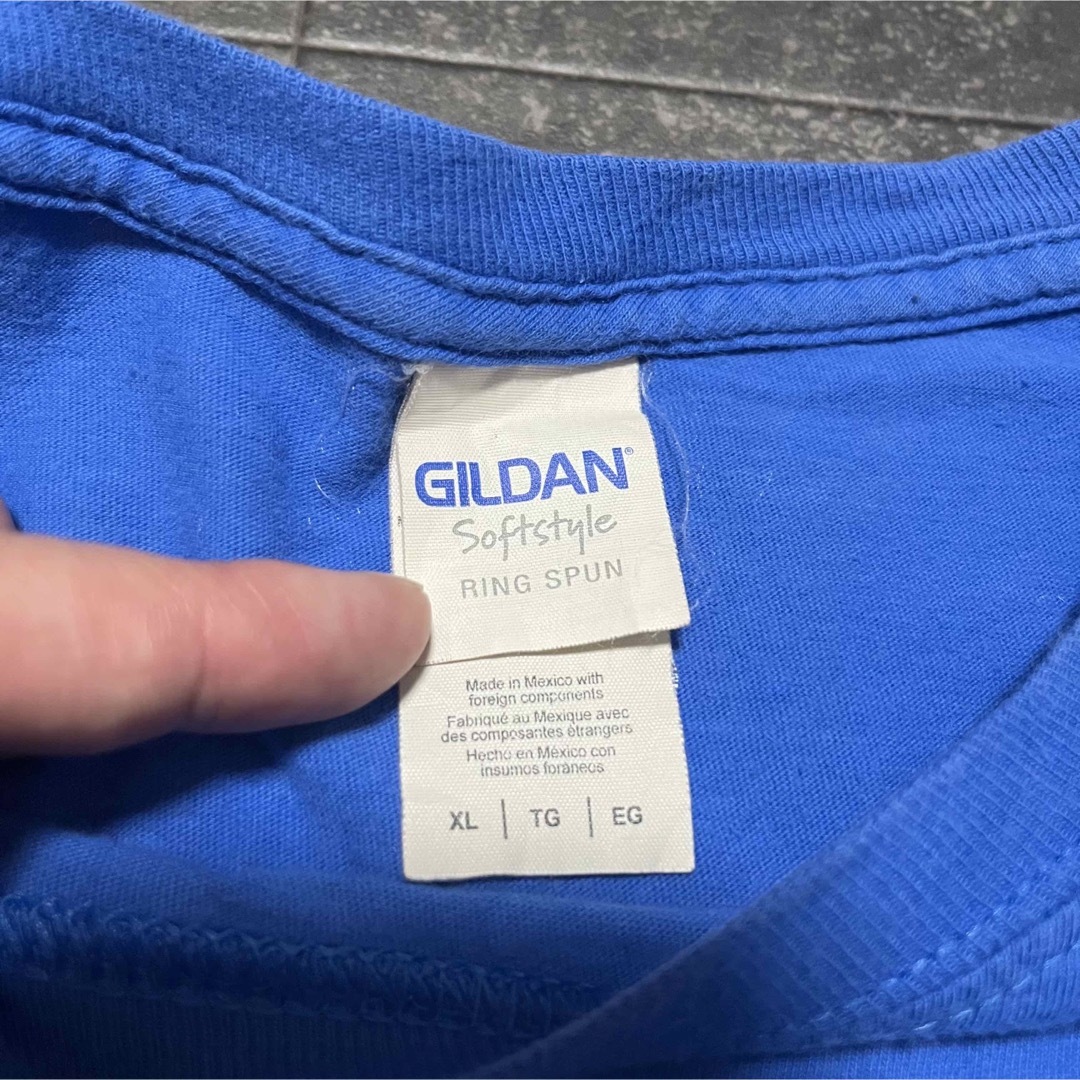 GILDAN®
Softstyle
RING SPUN
Made in Mexico with
foreign components
Fabriqué au Mexique avec
des composantes étrangers
Hecho en México con
insumos foráneos
XL | TG | EG